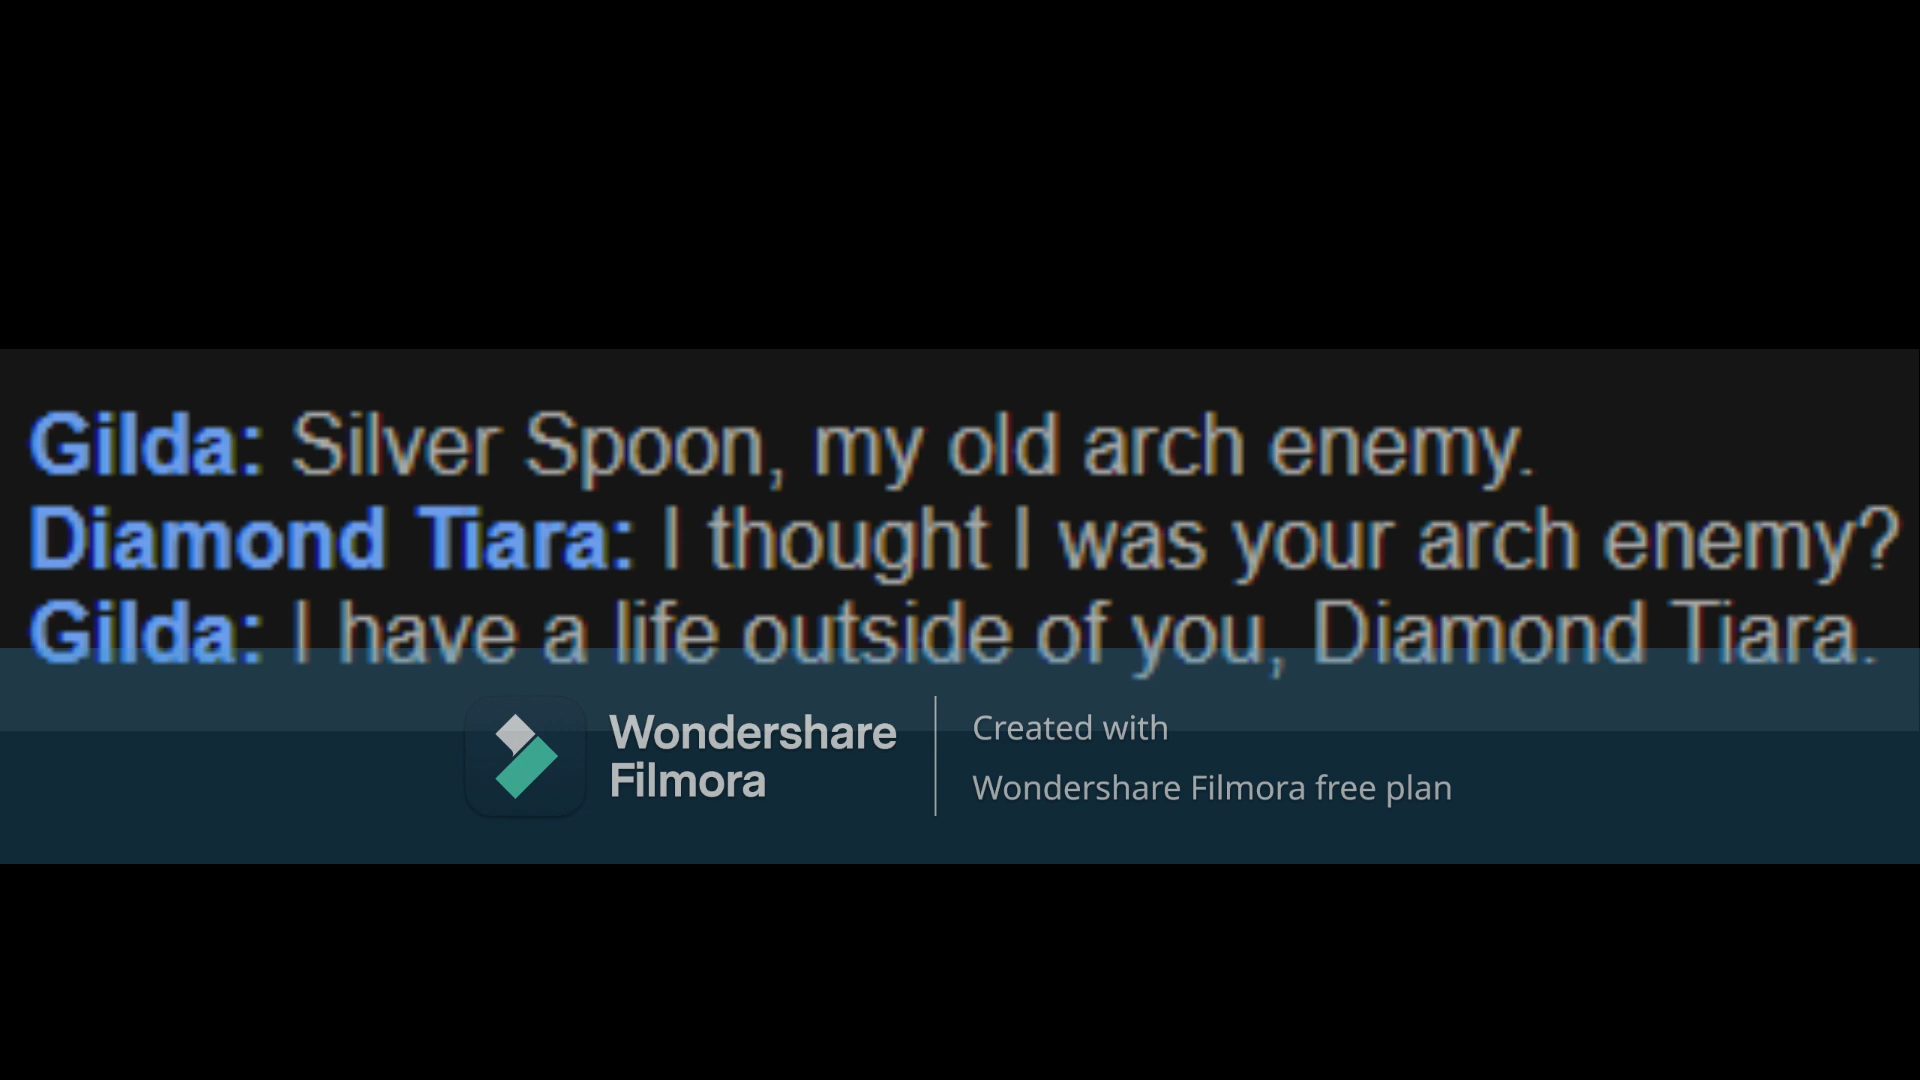 Gilda: Silver Spoon, my old arch enemy.
Diamond Tiara: I thought I was your arch enemy?
Gilda: I have a life outside of you, Diamond Tiara.
Wondershare
Filmora
Created with
Wondershare Filmora free plan